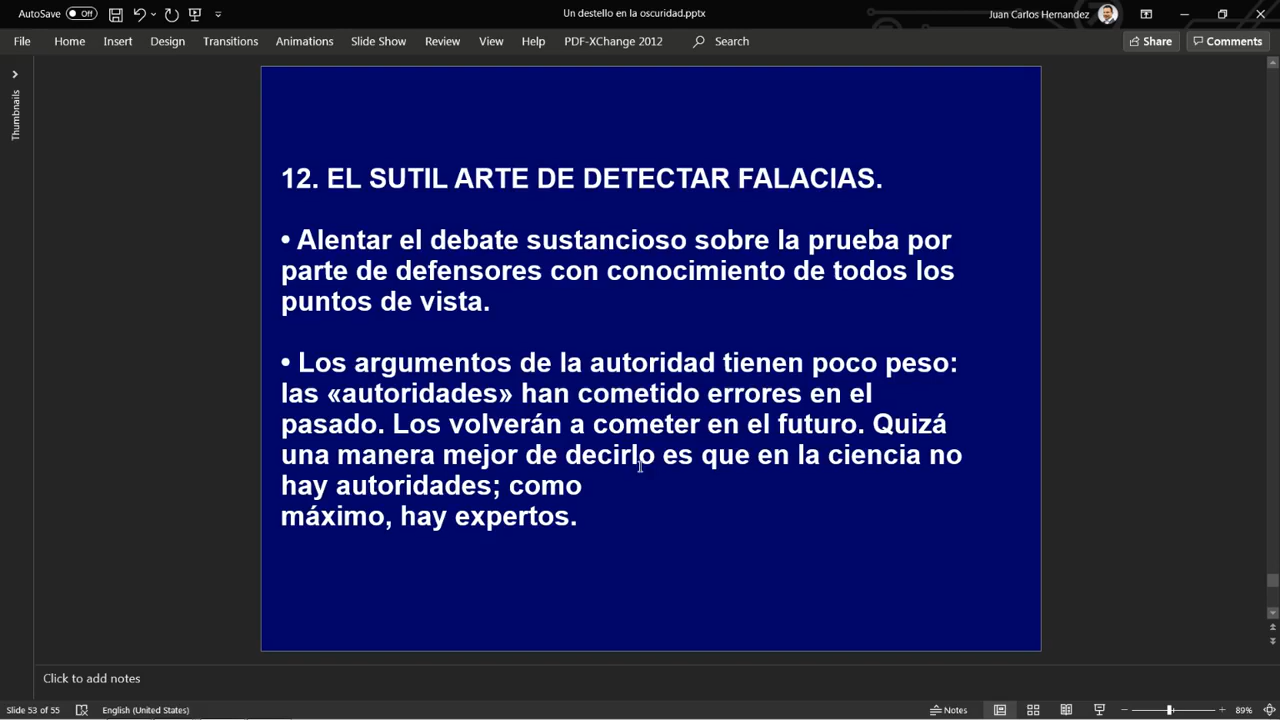 AutoSave Off
Un destello en la oscuridad.pptx
Juan Carlos Hernandez
File Home Insert Design Transitions Animations Slide Show Review View Help PDF-XChange 2012 Search Share Comments
Thumbnails
12. EL SUTIL ARTE DE DETECTAR FALACIAS.
• Alentar el debate sustancioso sobre la prueba por
parte de defensores con conocimiento de todos los
puntos de vista.
• Los argumentos de la autoridad tienen poco peso:
las «autoridades» han cometido errores en el
pasado. Los volverán a cometer en el futuro. Quizá
una manera mejor de decirlo es que en la ciencia no
hay autoridades; como
máximo, hay expertos.
Click to add notes
Slide 53 of 55 English (United States) Notes 89%